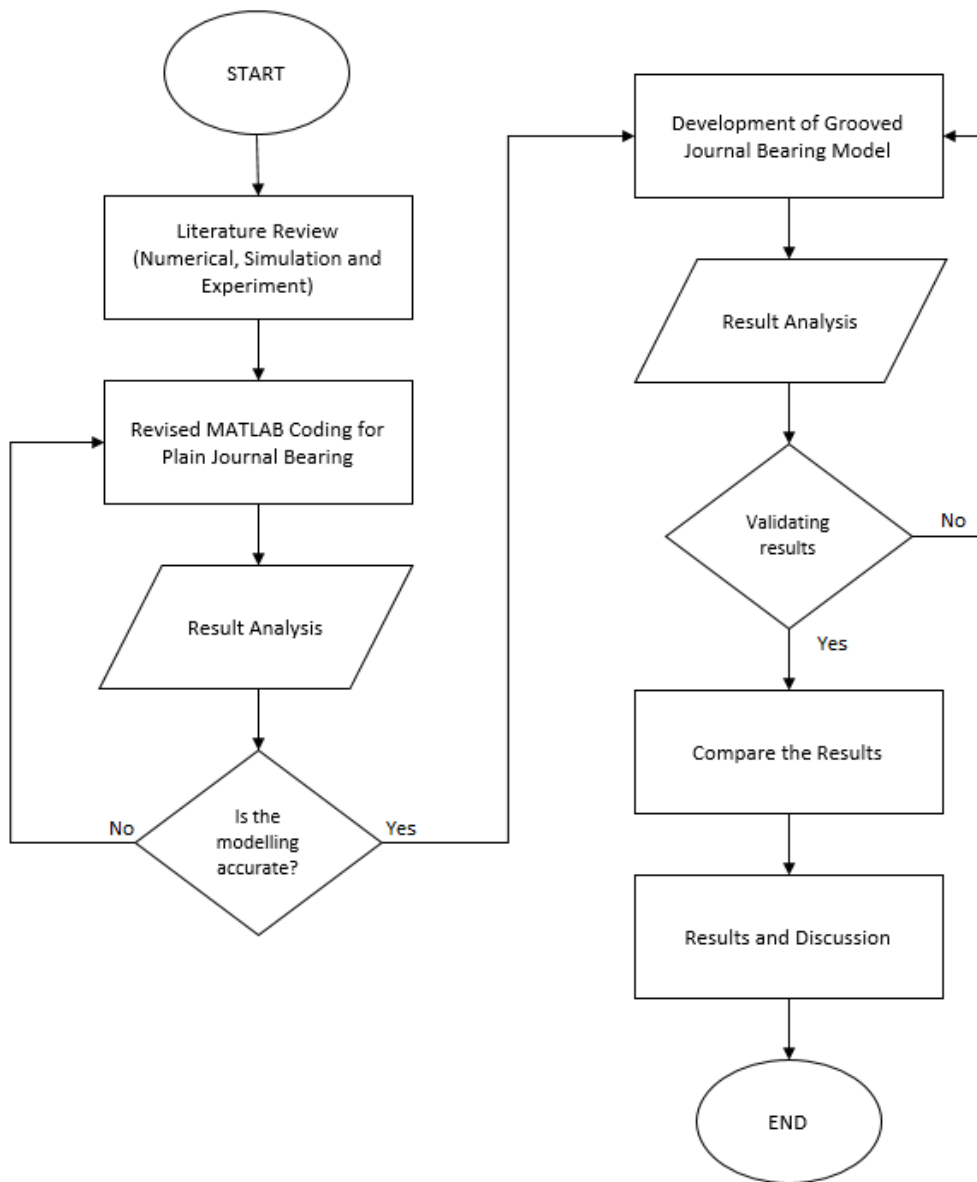 START
Literature Review
(Numerical, Simulation and
Experiment)
Revised MATLAB Coding for
Plain Journal Bearing
Result Analysis
Is the
modelling
accurate?
No
Yes
Development of Grooved
Journal Bearing Model
Result Analysis
Validating
results
No
Yes
Compare the Results
Results and Discussion
END